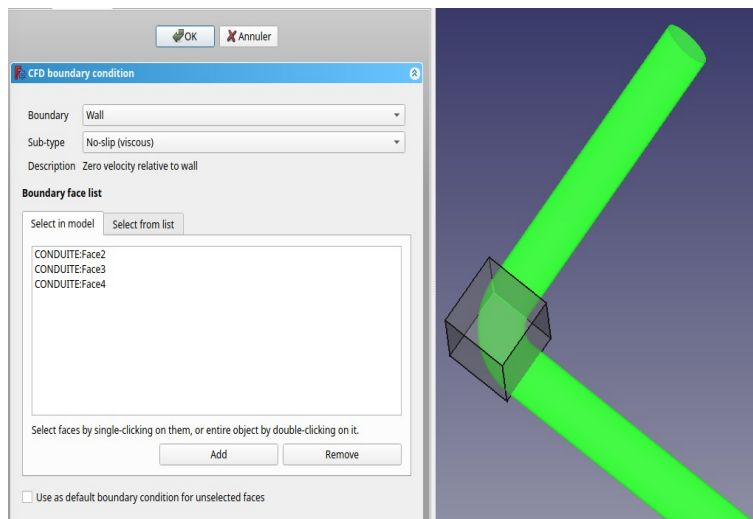 OK
Annuler
CFD boundary condition
Boundary Wall
Sub-type No-slip (viscous)
Description Zero velocity relative to wall
Boundary face list
Select in model Select from list
CONDUITE:Face2
CONDUITE:Face3
CONDUITE:Face4
Select faces by single-clicking on them, or entire object by double-clicking on it.
Add Remove
Use as default boundary condition for unselected faces